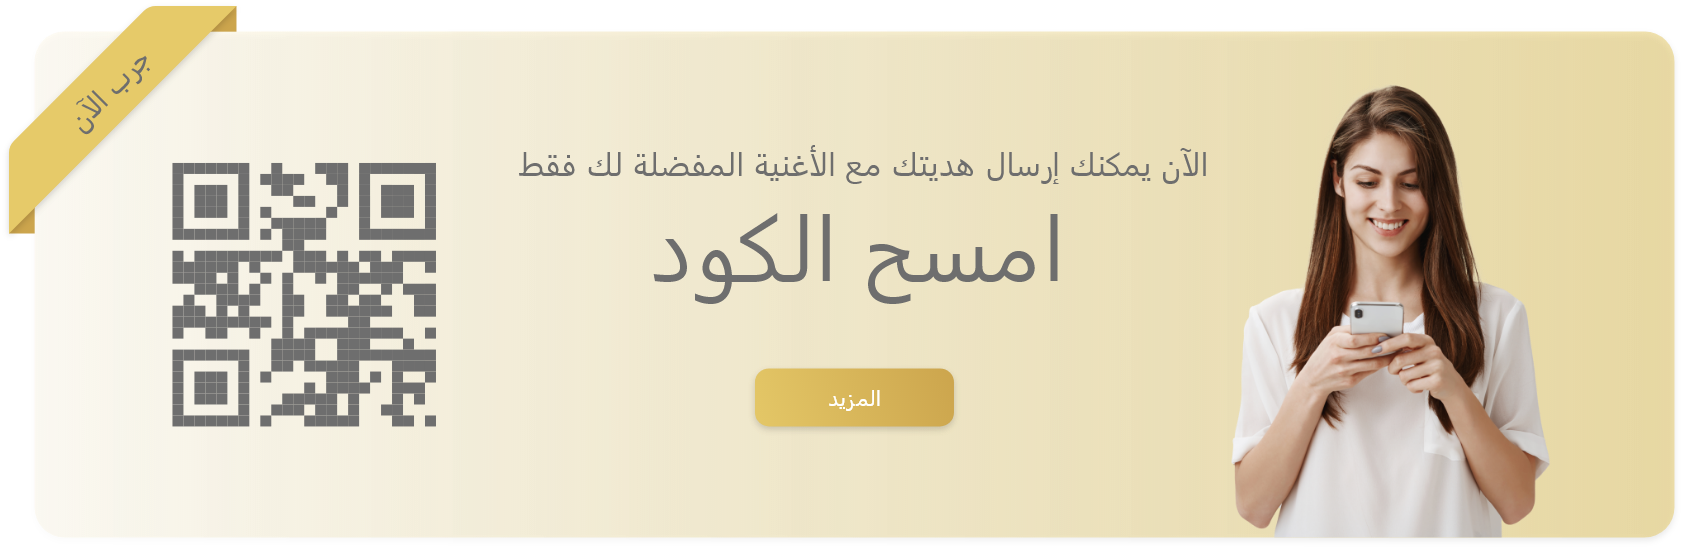 جرب الآن
الآن يمكنك إرسال هديتك مع الأغنية المفضلة لك فقط
امسح الكود
المزيد